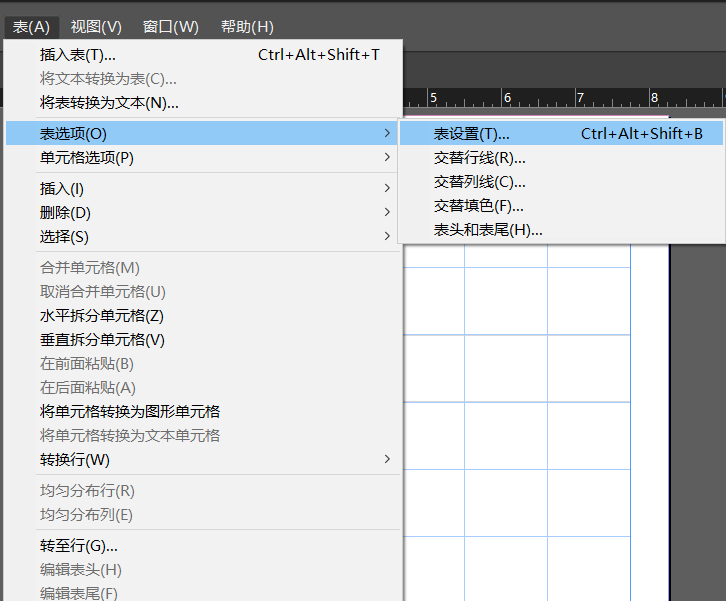 表(A) 视图(V) 窗口(W) 帮助(H)
插入表(T)... Ctrl+Alt+Shift+T
将文本转换为表(C)...
将表转换为文本(N)...
5 6 7 8
表选项(O) 表设置(T)... Ctrl+Alt+Shift+B
单元格选项(P) 交替行线(R)...
交替列线(C)...
插入(I)
交替填色(F)...
删除(D)
表头和表尾(H)...
选择(S)
合并单元格(M)
取消合并单元格(U)
水平拆分单元格(Z)
垂直拆分单元格(V)
在前面粘贴(B)
在后面粘贴(A)
将单元格转换为图形单元格
将单元格转换为文本单元格
转换行(W)
均匀分布行(R)
均匀分布列(E)
转至行(G)...
编辑表头(H)
编辑表尾(F)